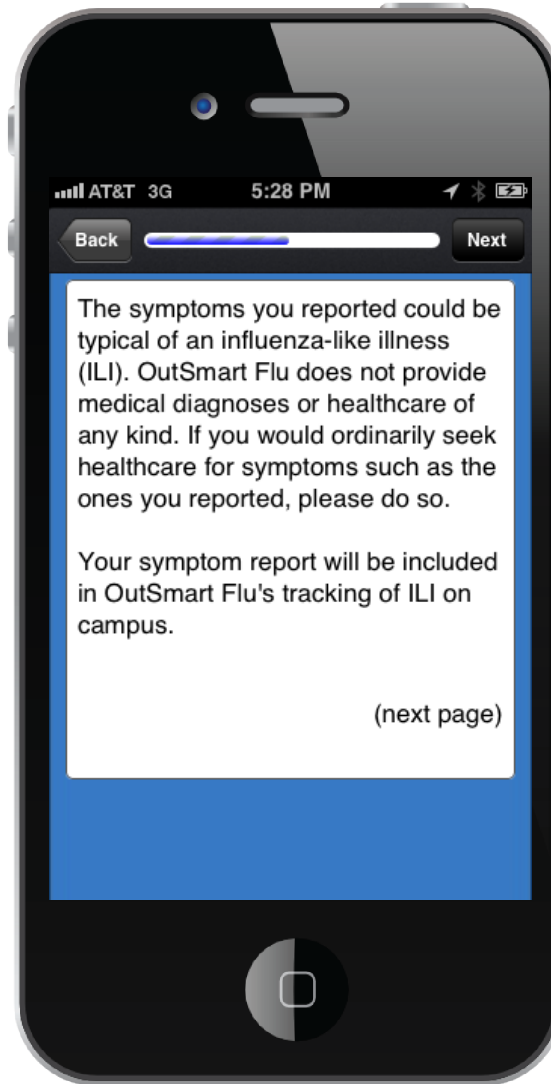 AT&T 3G 5:28 PM
Back Next
The symptoms you reported could be
typical of an influenza-like illness
(ILI). OutSmart Flu does not provide
medical diagnoses or healthcare of
any kind. If you would ordinarily seek
healthcare for symptoms such as the
ones you reported, please do so.
Your symptom report will be included
in OutSmart Flu's tracking of ILI on
campus.
(next page)